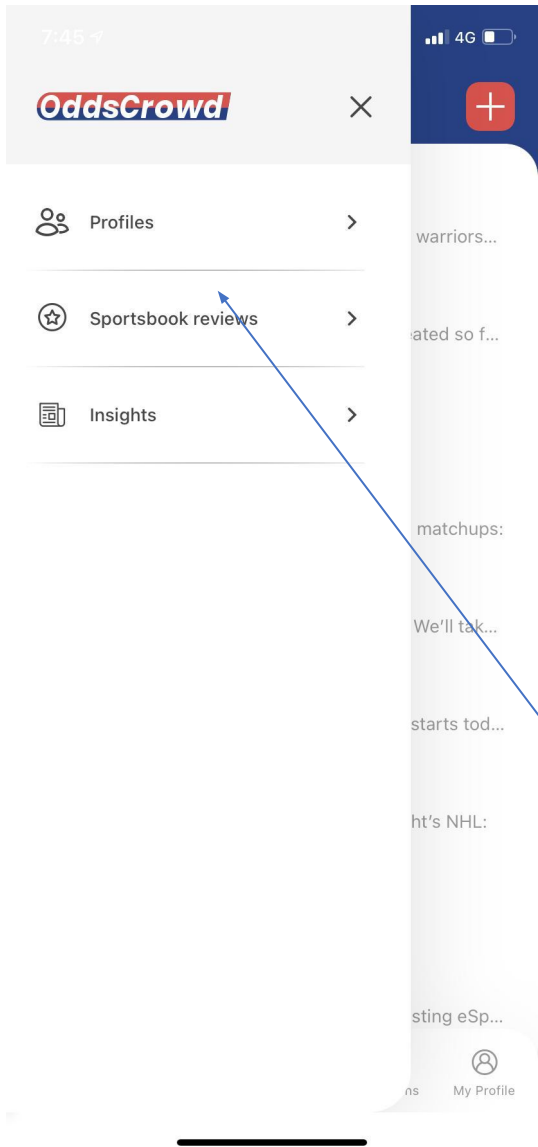 7:45
4G
OddsCrowd
Profiles
warriors...
eated so f...
Sportsbook reviews
Insights
matchups:
We'll tak...
starts tod...
ht's NHL:
sting eSp...
ns
My Profile